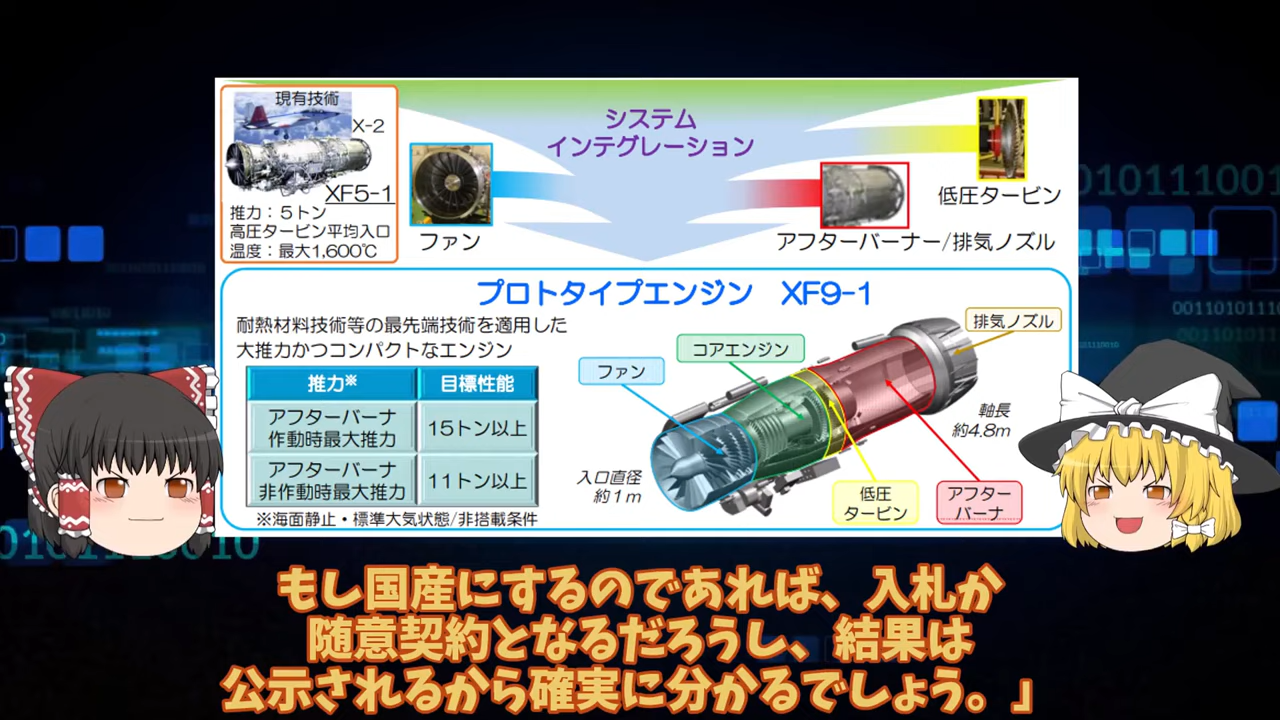 現有技術
X-2
XF5-1
推力：５トン
高圧タービン平均入口
温度：最大1,600℃
ファン
システム
インテグレーション
アフターバーナー/排気ノズル
低圧タービン
プロトタイプエンジン　XF9-1
耐熱材料技術等の最先端技術を適用した
大推力かつコンパクトなエンジン
推力※
目標性能
アフターバーナ
作動時最大推力
15トン以上
アフターバーナ
非作動時最大推力
11トン以上
※海面静止・標準大気状態/非搭載条件
ファン
コアエンジン
排気ノズル
軸長
約4.8m
入口直径
約１m
低圧
タービン
アフター
バーナ
もし国産にするのであれば、入札か
随意契約となるだろうし、結果は
公示されるから確実に分かるでしょう。」